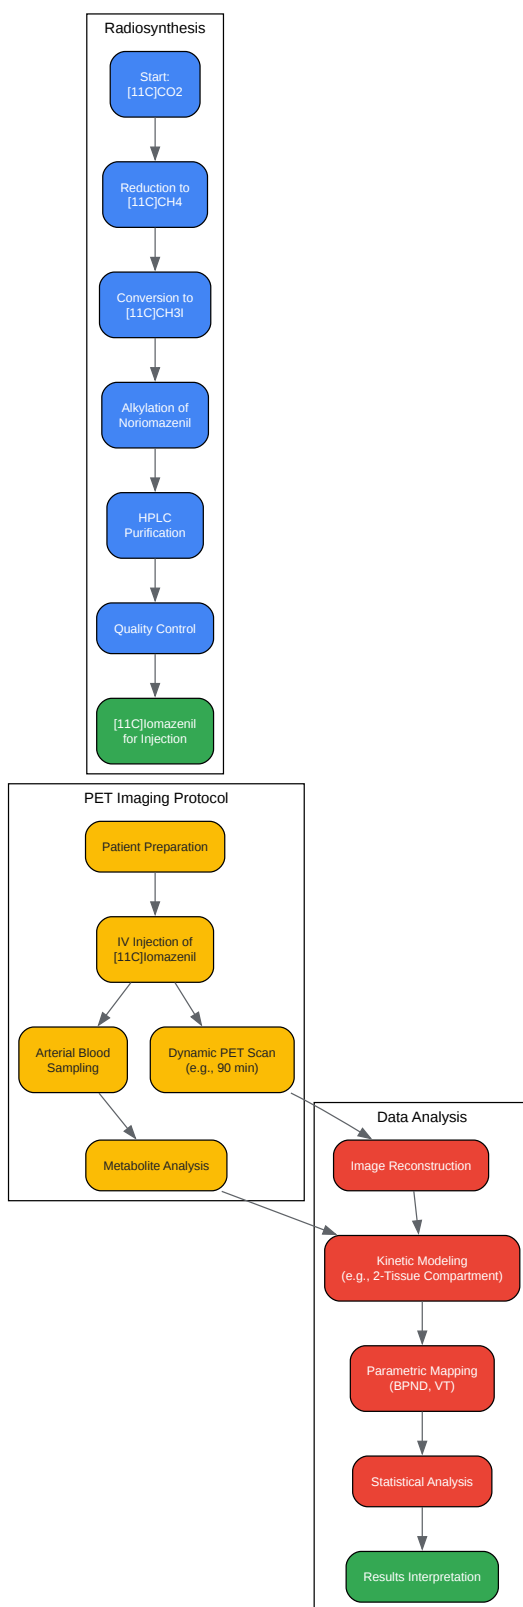 Radiosynthesis
Start:
[11C]CO2
Reduction to
[11C]CH4
Conversion to
[11C]CH3I
Alkylation of
Noriomazenil
HPLC
Purification
Quality Control
[11C]Iomazenil
for Injection
PET Imaging Protocol
Patient Preparation
IV Injection of
[11C]Iomazenil
Arterial Blood
Sampling
Dynamic PET Scan
(e.g., 90 min)
Metabolite Analysis
Data Analysis
Image Reconstruction
Kinetic Modeling
(e.g., 2-Tissue Compartment)
Parametric Mapping
(BPND, VT)
Statistical Analysis
Results Interpretation